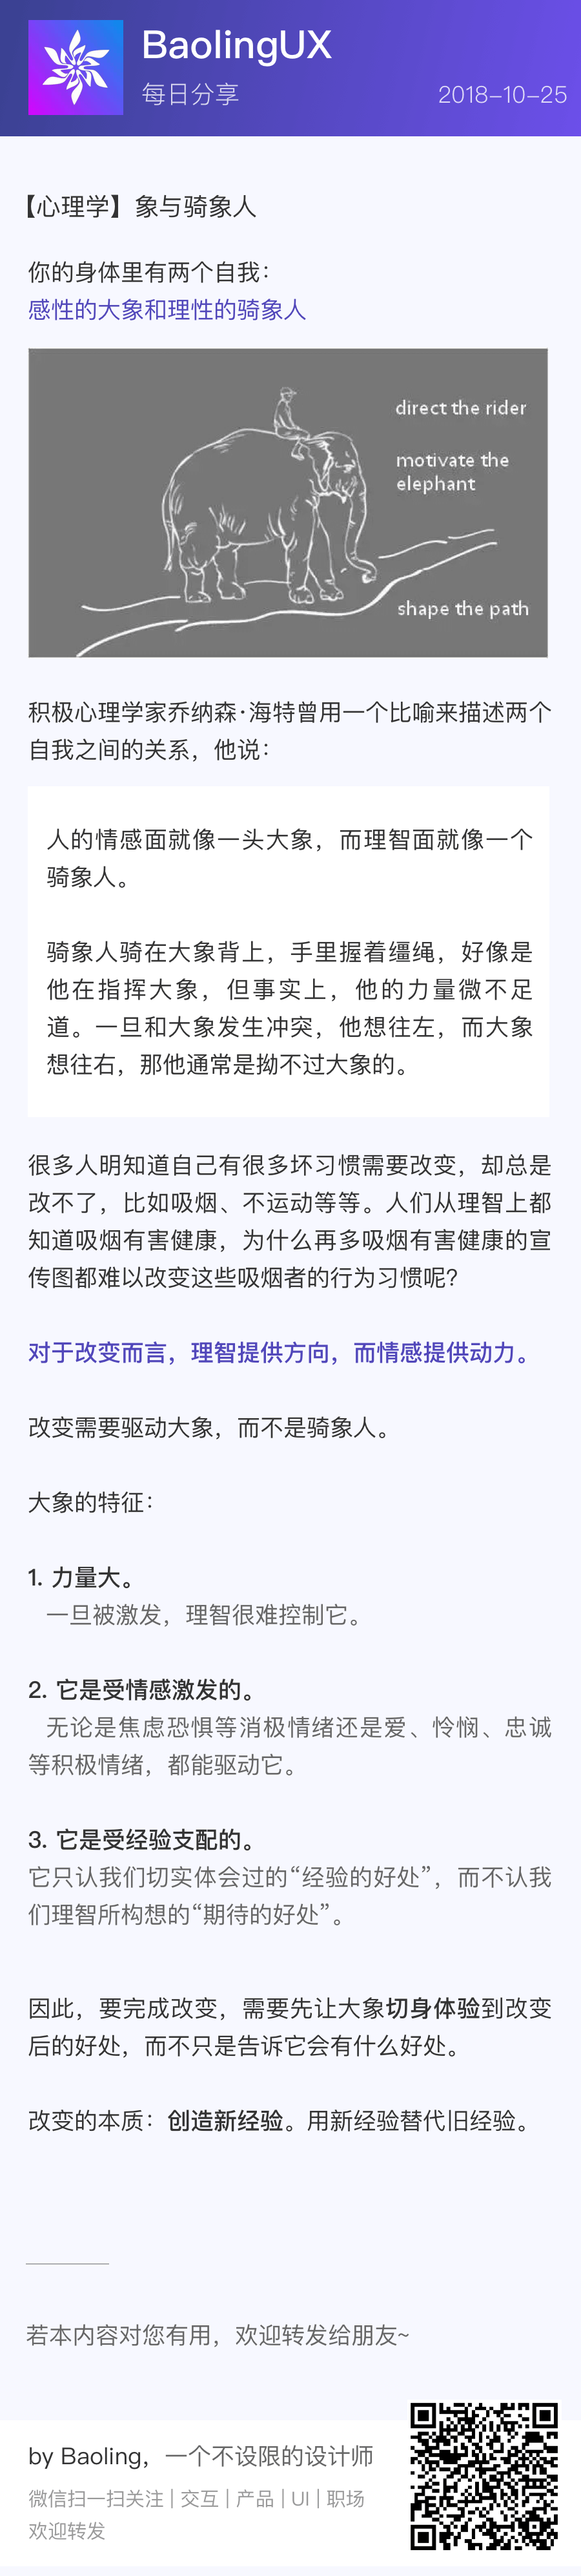 BaolingUX
每日分享
2018-10-25
【心理学】象与骑象人
你的身体里有两个自我：
感性的大象和理性的骑象人
direct the rider
motivate the
elephant
shape the path
积极心理学家乔纳森·海特曾用一个比喻来描述两个
自我之间的关系，他说：
人的情感面就像一头大象，而理智面就像一个
骑象人。
骑象人骑在大象背上，手里握着缰绳，好像是
他在指挥大象，但事实上，他的力量微不足
道。一旦和大象发生冲突，他想往左，而大象
想往右，那他通常是拗不过大象的。
很多人明知道自己有很多坏习惯需要改变，却总是
改不了，比如吸烟、不运动等等。人们从理智上都
知道吸烟有害健康，为什么再多吸烟有害健康的宣
传图都难以改变这些吸烟者的行为习惯呢？
对于改变而言，理智提供方向，而情感提供动力。
改变需要驱动大象，而不是骑象人。
大象的特征：
1. 力量大。
一旦被激发，理智很难控制它。
2. 它是受情感激发的。
无论是焦虑恐惧等消极情绪还是爱、怜悯、忠诚
等积极情绪，都能驱动它。
3. 它是受经验支配的。
它只认我们切实体会过的“经验的好处”，而不认我
们理智所构想的“期待的好处”。
因此，要完成改变，需要先让大象切身体验到改变
后的好处，而不只是告诉它会有什么好处。
改变的本质：创造新经验。用新经验替代旧经验。
若本内容对您有用，欢迎转发给朋友~
by Baoling，一个不设限的设计师
微信扫一扫关注 | 交互 | 产品 | UI | 职场
欢迎转发